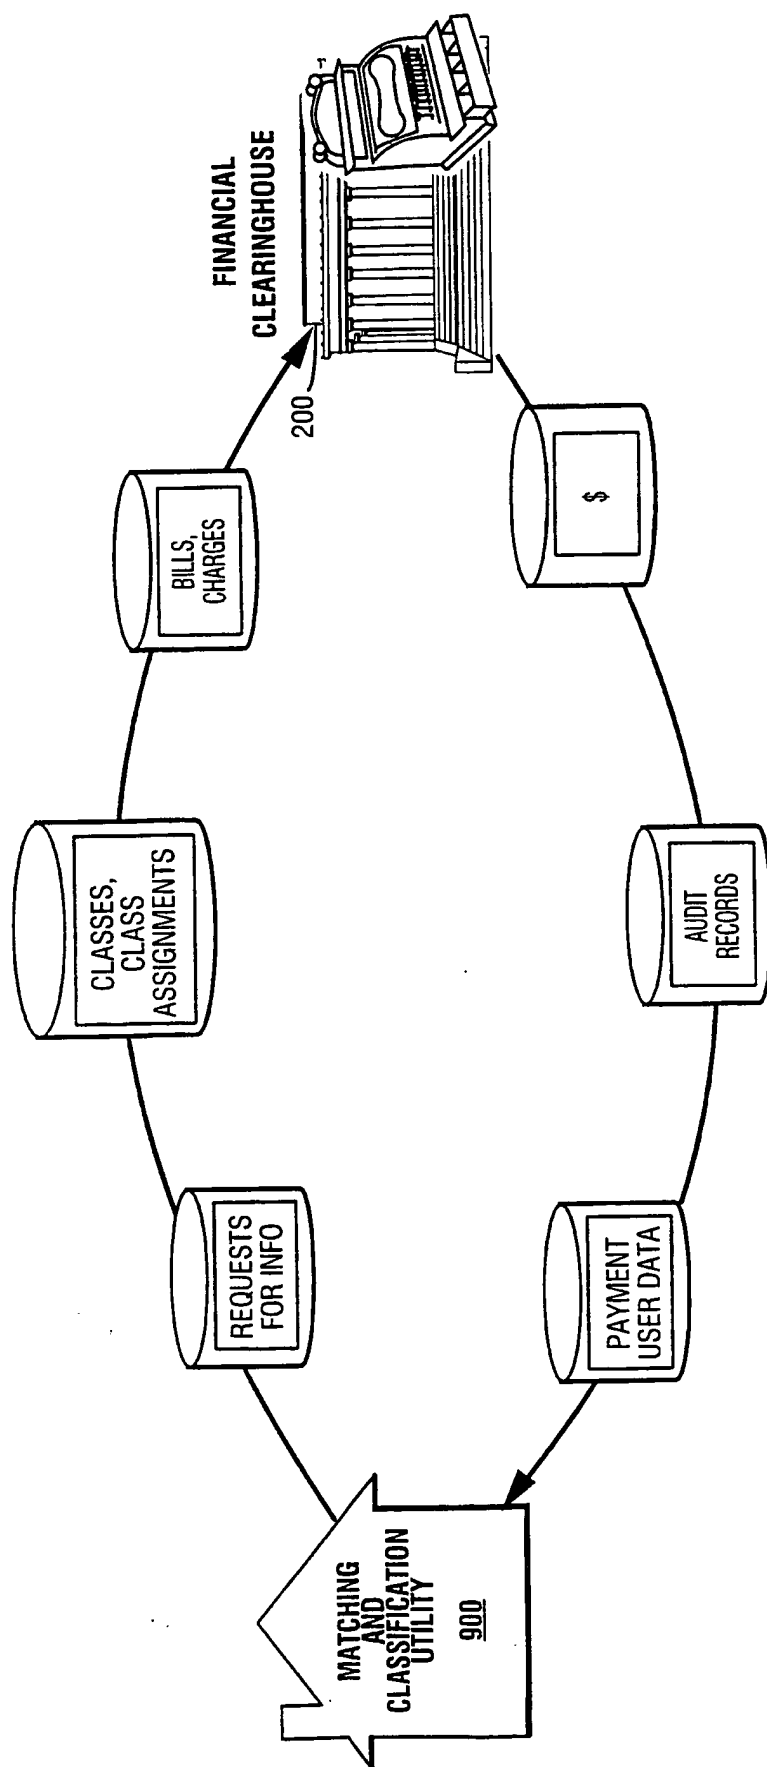 FINANCIAL
CLEARINGHOUSE
200
BILLS,
CHARGES
CLASSES,
CLASS
ASSIGNMENTS
REQUESTS
FOR INFO
MATCHING
AND
CLASSIFICATION
UTILITY
900
PAYMENT
USER DATA
AUDIT
RECORDS
$